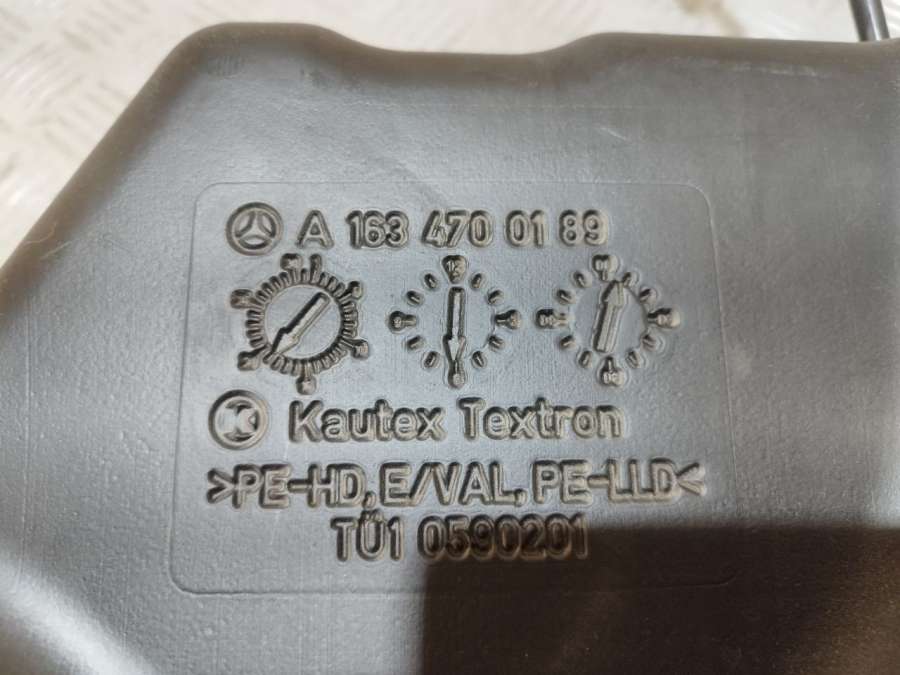 A 163 470 01 89
Kautex Textron
>PE-HD, E/VAL, PE-LLD<
TÜ1 0590201